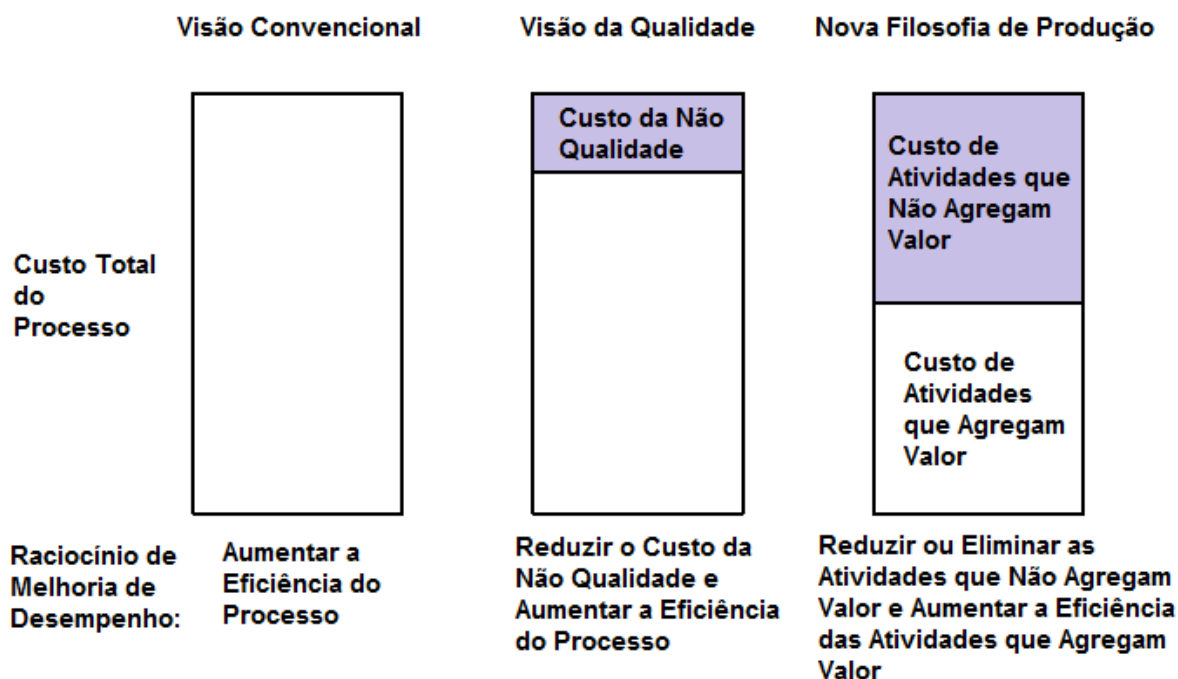 Visão Convencional
Visão da Qualidade
Nova Filosofia de Produção
Custo Total
do
Processo
Custo da Não
Qualidade
Custo de
Atividades que
Não Agregam
Valor
Custo de
Atividades
que Agregam
Valor
Raciocínio de
Melhoria de
Desempenho:
Aumentar a
Eficiência do
Processo
Reduzir o Custo da
Não Qualidade e
Aumentar a Eficiência
do Processo
Reduzir ou Eliminar as
Atividades que Não Agregam
Valor e Aumentar a Eficiência
das Atividades que Agregam
Valor